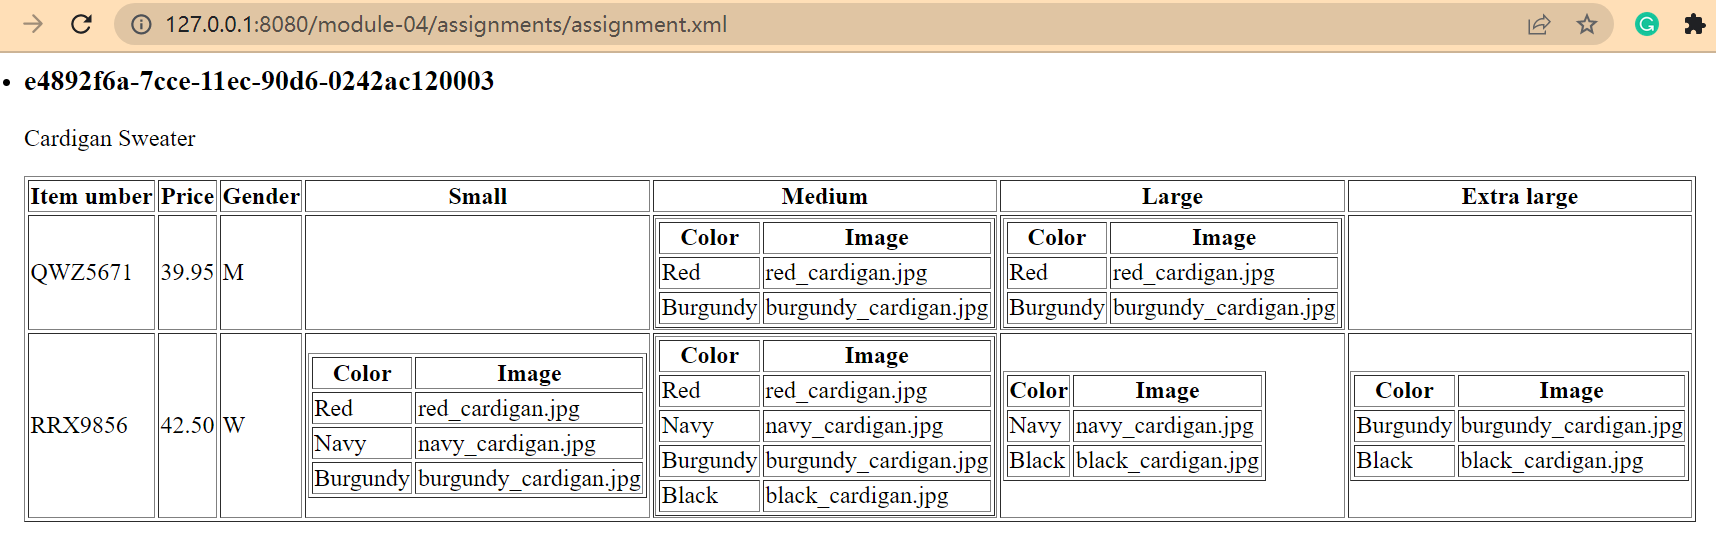 127.0.0.1:8080/module-04/assignments/assignment.xml
e4892f6a-7cce-11ec-90d6-0242ac120003
Cardigan Sweater
Item umber Price Gender Small Medium Large Extra large
QWZ5671 39.95 M
Color Image
Red red_cardigan.jpg
Burgundy burgundy_cardigan.jpg
Color Image
Red red_cardigan.jpg
Burgundy burgundy_cardigan.jpg
RRX9856 42.50 W
Color Image
Red red_cardigan.jpg
Navy navy_cardigan.jpg
Burgundy burgundy_cardigan.jpg
Color Image
Red red_cardigan.jpg
Navy navy_cardigan.jpg
Burgundy burgundy_cardigan.jpg
Black black_cardigan.jpg
Color Image
Navy navy_cardigan.jpg
Black black_cardigan.jpg
Color Image
Burgundy burgundy_cardigan.jpg
Black black_cardigan.jpg